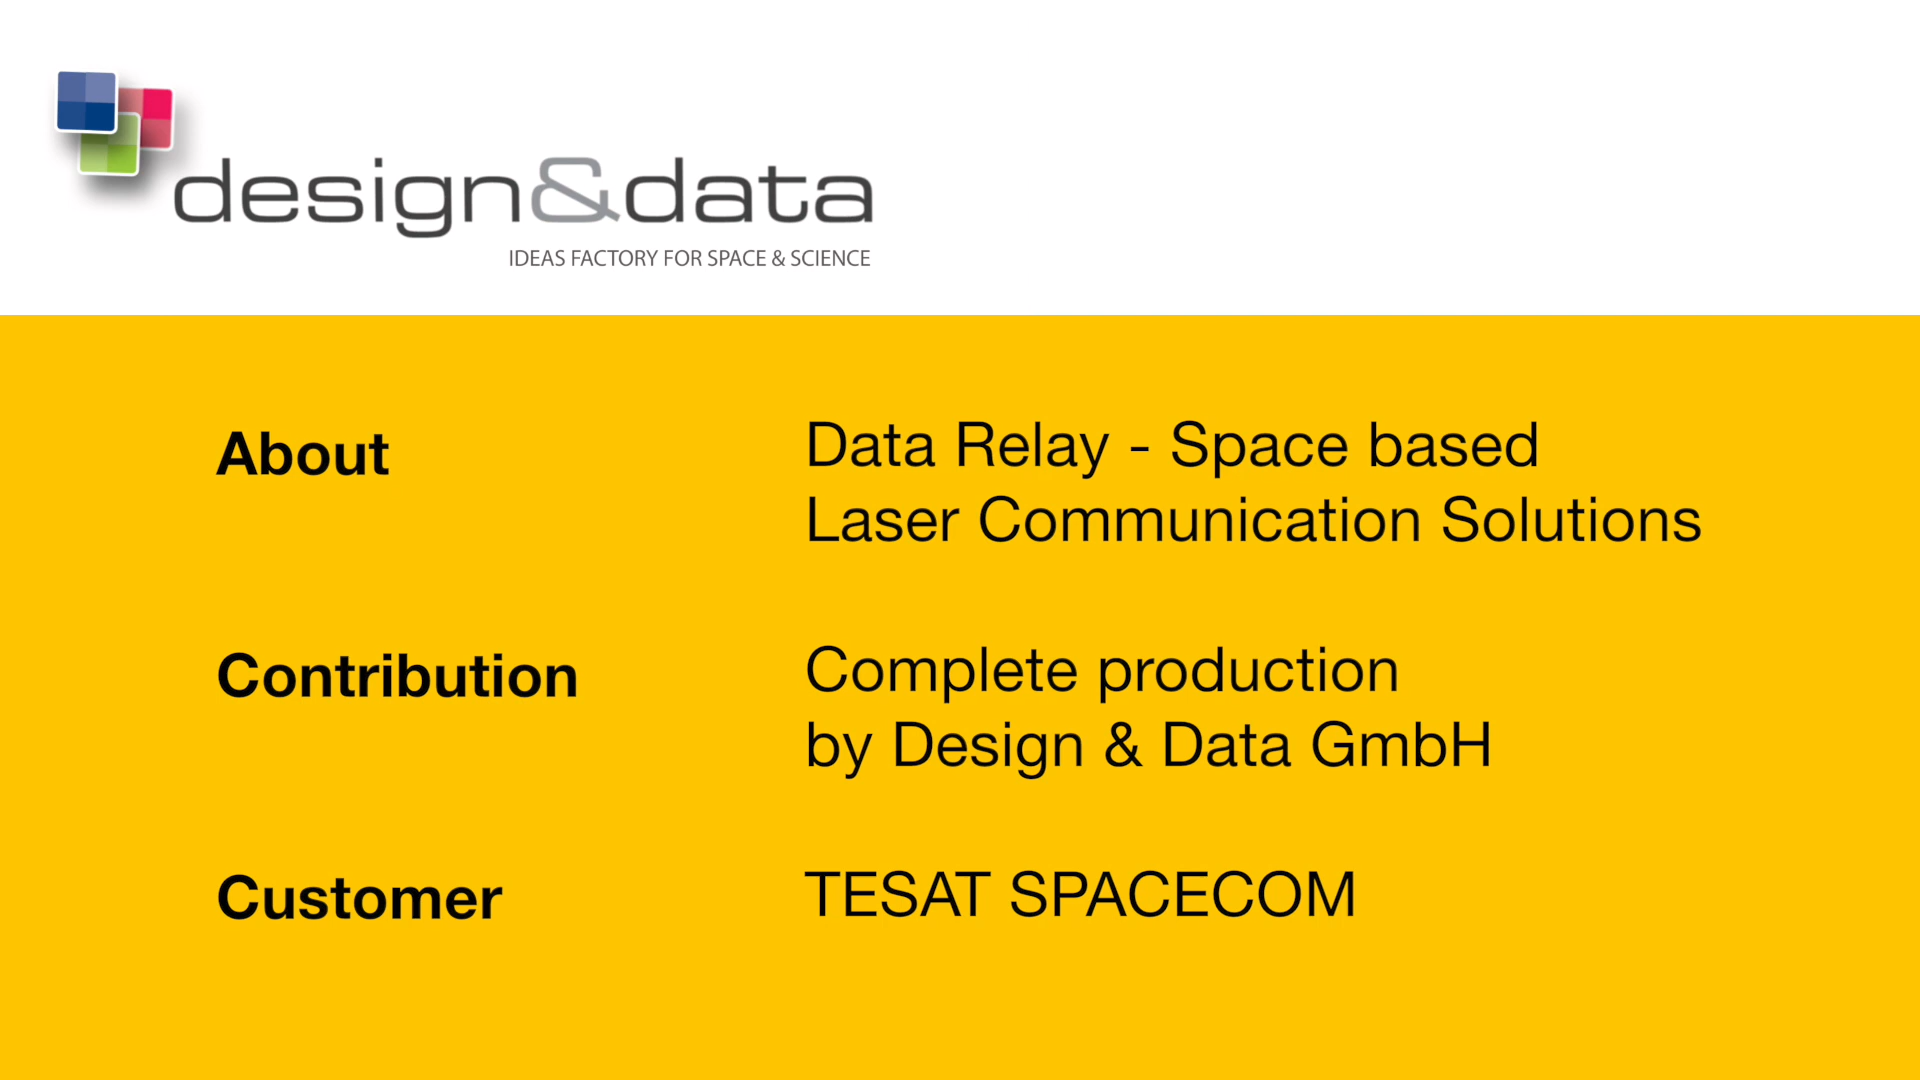 design&data
IDEAS FACTORY FOR SPACE & SCIENCE
About
Data Relay - Space based
Laser Communication Solutions
Contribution
Complete production
by Design & Data GmbH
Customer
TESAT SPACECOM